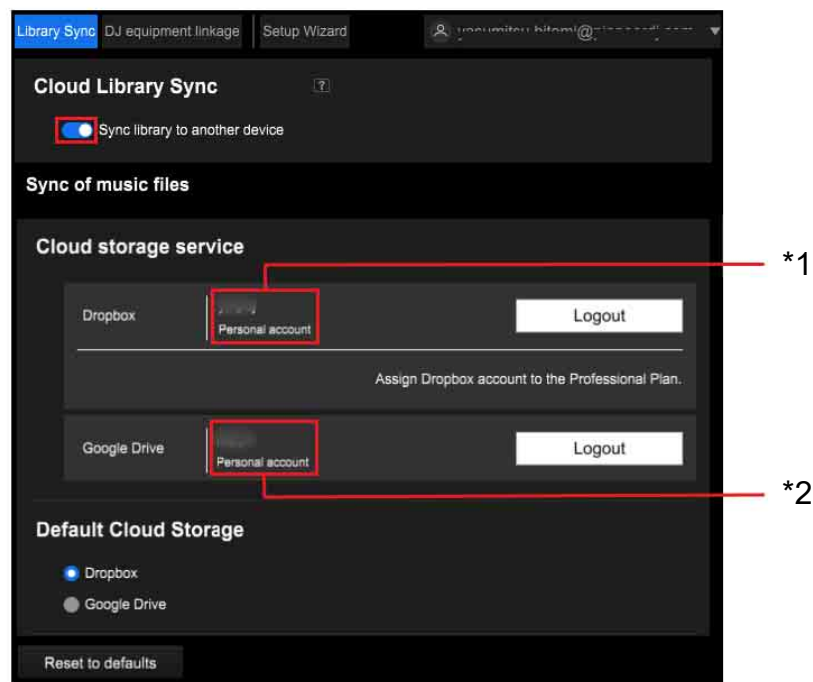 Library Sync DJ equipment linkage Setup Wizard
Cloud Library Sync ?
Sync library to another device
Sync of music files
Cloud storage service
*1
Dropbox
Personal account
Logout
Assign Dropbox account to the Professional Plan.
Google Drive
Personal account
Logout
*2
Default Cloud Storage
Dropbox
Google Drive
Reset to defaults